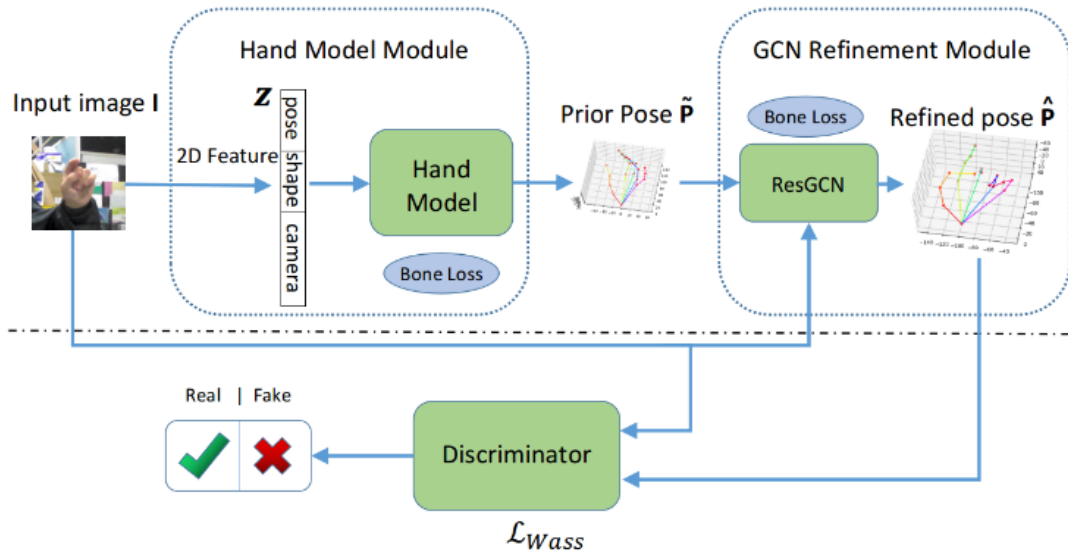 Hand Model Module
GCN Refinement Module
Input image I
z
pose shape camera
2D Feature
Hand Model
Bone Loss
Prior Pose P̃
Bone Loss
ResGCN
Refined pose P̂
Real | Fake
Discriminator
ℒWass